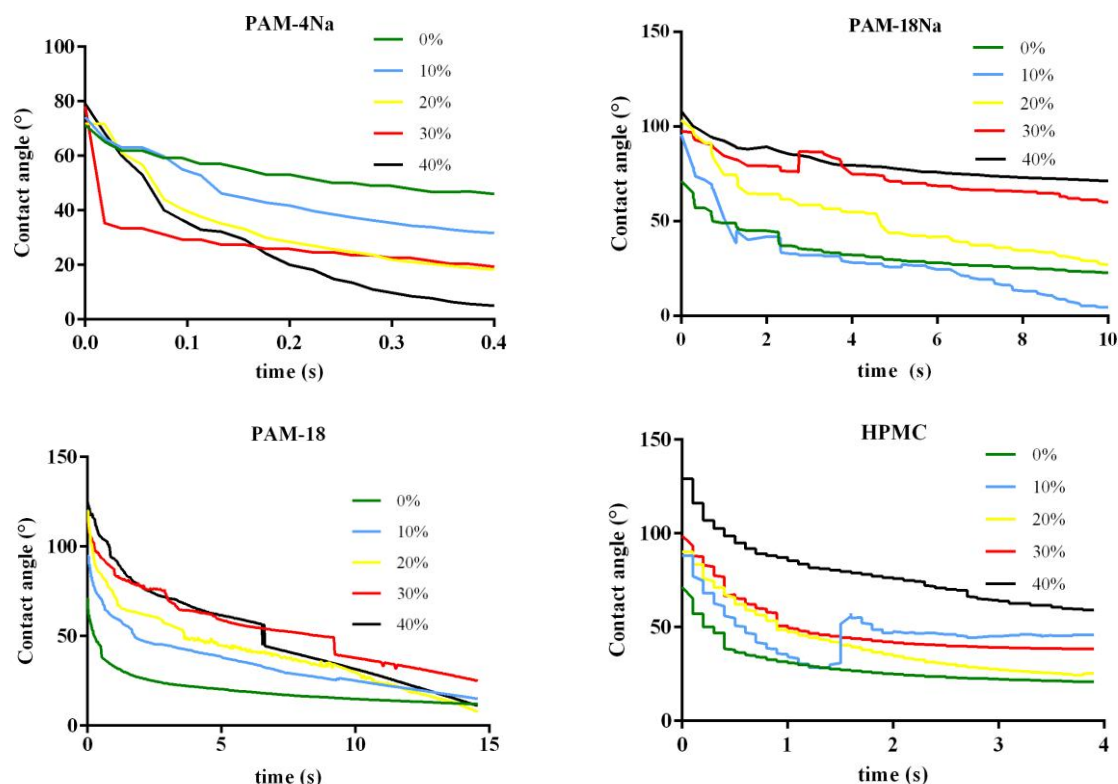 PAM-4Na
100
80
60
40
20
0
0.0 0.1 0.2 0.3 0.4
Contact angle (°)
time (s)
0%
10%
20%
30%
40%
PAM-18Na
150
100
50
0
0 2 4 6 8 10
Contact angle (°)
time (s)
0%
10%
20%
30%
40%
PAM-18
150
100
50
0
0 5 10 15
Contact angle (°)
time (s)
0%
10%
20%
30%
40%
HPMC
150
100
50
0
0 1 2 3 4
Contact angle (°)
time (s)
0%
10%
20%
30%
40%